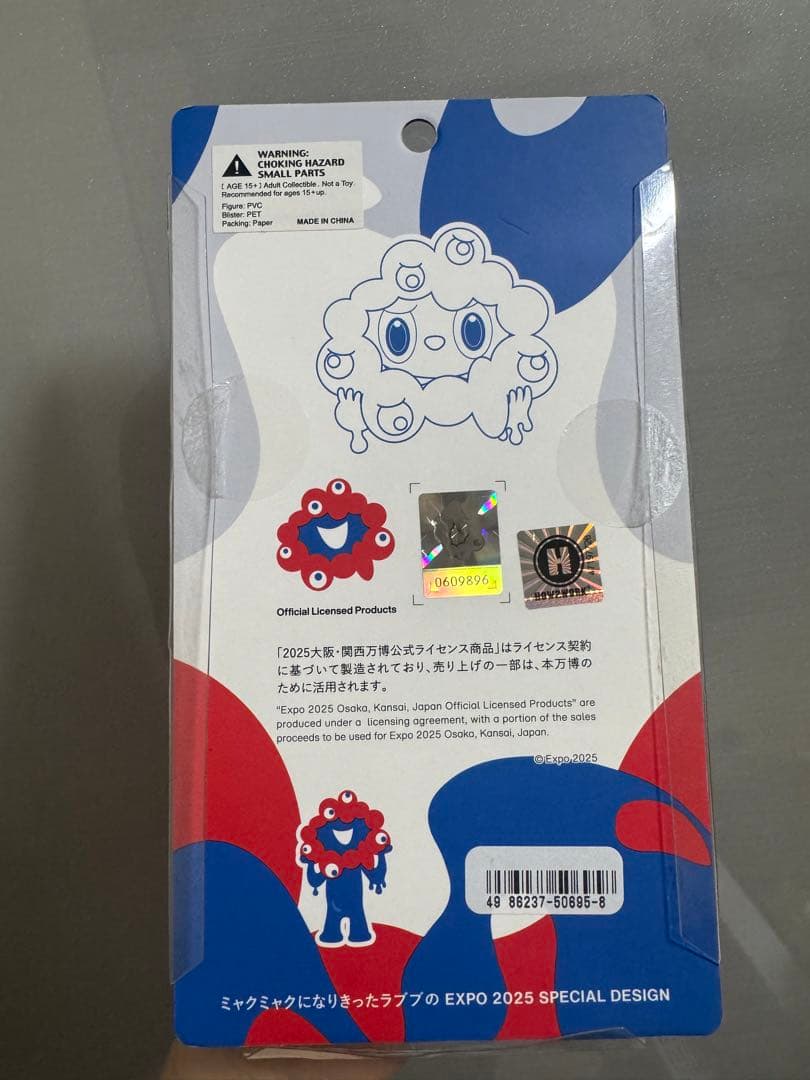 WARNING:
CHOKING HAZARD
SMALL PARTS
[ AGE 15+ ] Adult Collectible . Not a Toy
Recommended for ages 15+up.
Figure: PVC
Blister: PET
Packing: Paper MADE IN CHINA
0609896
H
HOW2WORK
Official Licensed Products
「2025大阪・関西万博公式ライセンス商品」はライセンス契約
に基づいて製造されており、売り上げの一部は、本万博の
ために活用されます。
“Expo 2025 Osaka, Kansai, Japan Official Licensed Products” are
produced under a licensing agreement, with a portion of the sales
proceeds to be used for Expo 2025 Osaka, Kansai, Japan.
©Expo 2025
49 86237-50695-8
ミャクミャクになりきったラブブの EXPO 2025 SPECIAL DESIGN